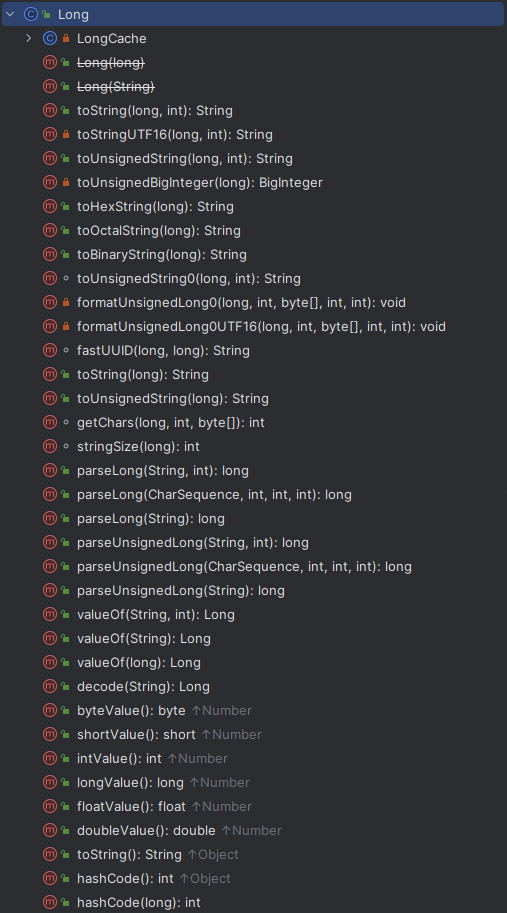 Long
LongCache
Long(long)
Long(String)
toString(long, int): String
toStringUTF16(long, int): String
toUnsignedString(long, int): String
toUnsignedBigInteger(long): BigInteger
toHexString(long): String
toOctalString(long): String
toBinaryString(long): String
toUnsignedString0(long, int): String
formatUnsignedLong0(long, int, byte[], int, int): void
formatUnsignedLong0UTF16(long, int, byte[], int, int): void
fastUUID(long, long): String
toString(long): String
toUnsignedString(long): String
getChars(long, int, byte[]): int
stringSize(long): int
parseLong(String, int): long
parseLong(CharSequence, int, int, int): long
parseLong(String): long
parseUnsignedLong(String, int): long
parseUnsignedLong(CharSequence, int, int, int): long
parseUnsignedLong(String): long
valueOf(String, int): Long
valueOf(String): Long
valueOf(long): Long
decode(String): Long
byteValue(): byte ↑Number
shortValue(): short ↑Number
intValue(): int ↑Number
longValue(): long ↑Number
floatValue(): float ↑Number
doubleValue(): double ↑Number
toString(): String ↑Object
hashCode(): int ↑Object
hashCode(long): int